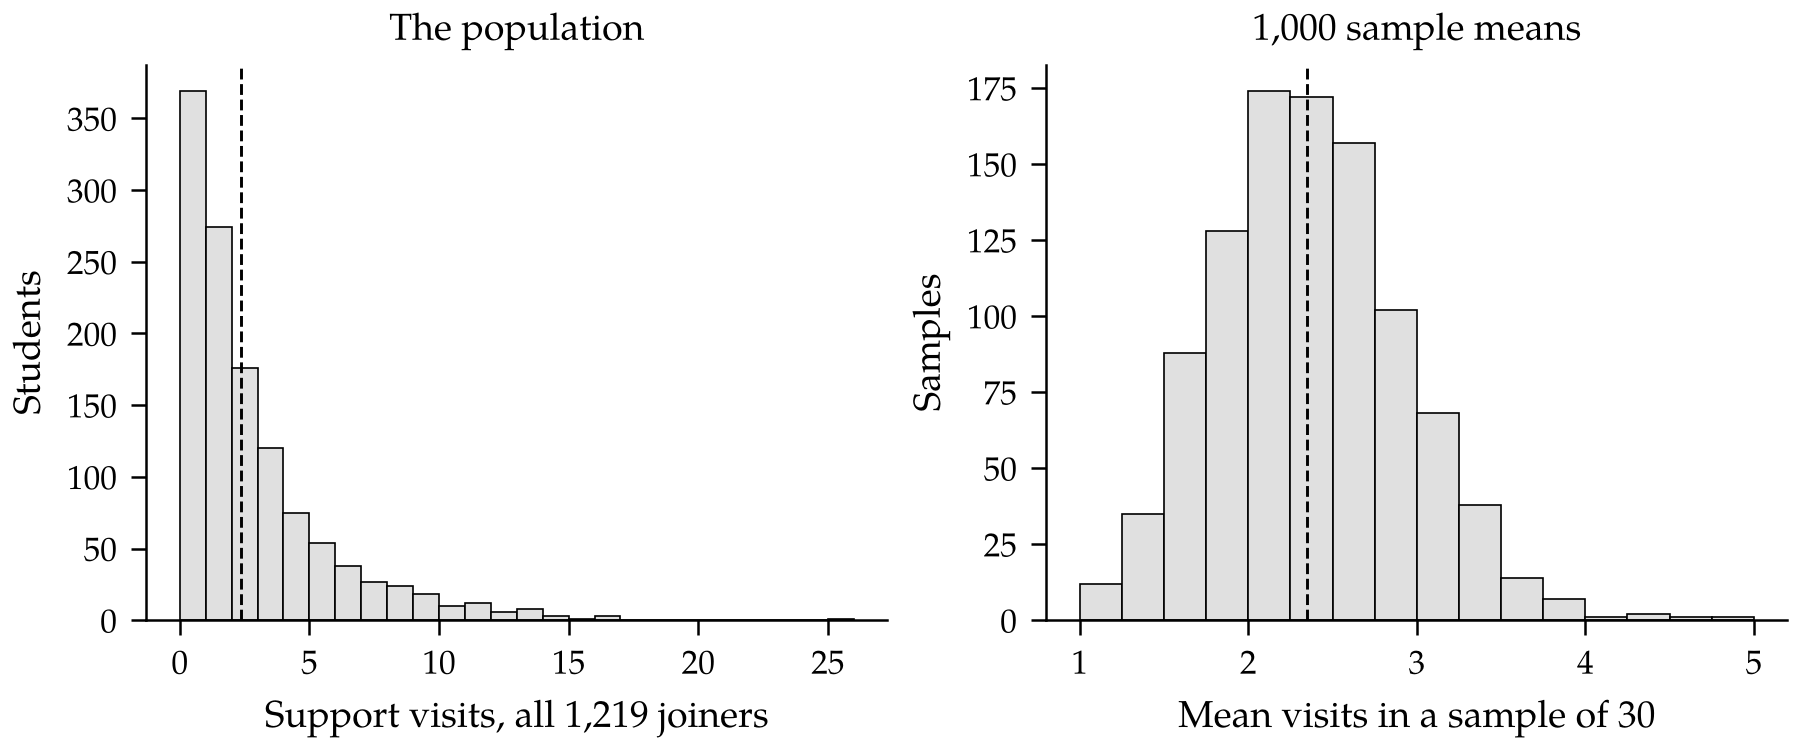 The population
350
300
250
200
150
100
50
0
Students
0 5 10 15 20 25
Support visits, all 1,219 joiners
1,000 sample means
175
150
125
100
75
50
25
0
Samples
1 2 3 4 5
Mean visits in a sample of 30